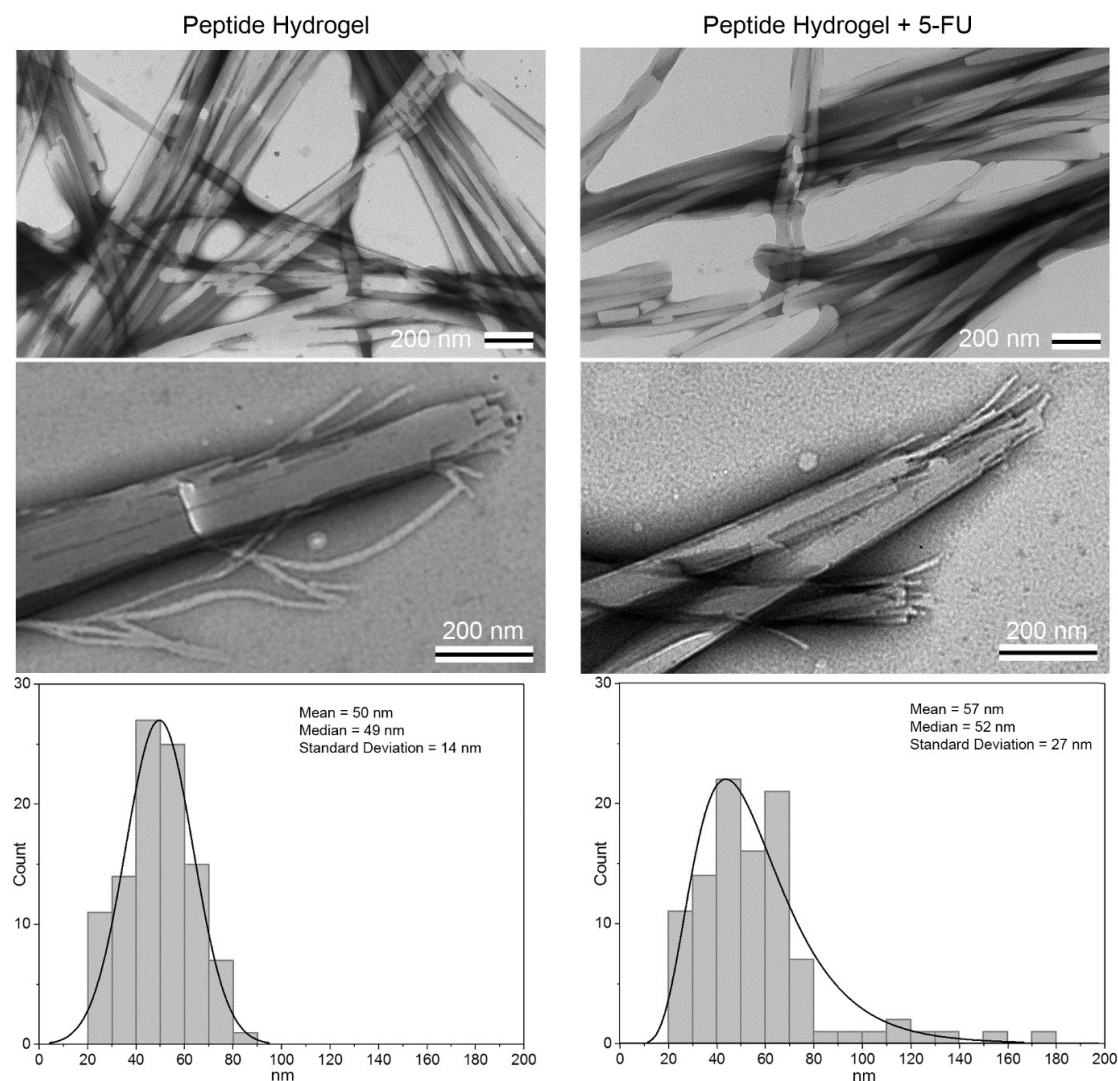 Peptide Hydrogel
Peptide Hydrogel + 5-FU
200 nm
200 nm
200 nm
200 nm
30
20
10
0
Count
Mean = 50 nm
Median = 49 nm
Standard Deviation = 14 nm
0 20 40 60 80 100 120 140 160 180 200
nm
30
20
10
0
Count
Mean = 57 nm
Median = 52 nm
Standard Deviation = 27 nm
0 20 40 60 80 100 120 140 160 180 200
nm